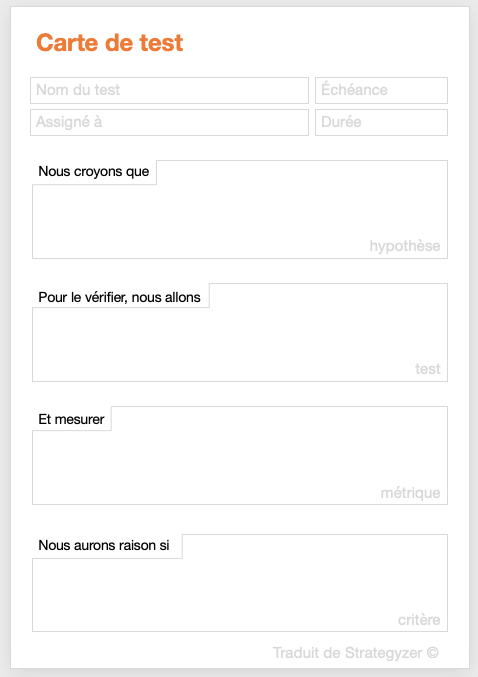 Carte de test
Nom du test
Échéance
Assigné à
Durée
Nous croyons que
hypothèse
Pour le vérifier, nous allons
test
Et mesurer
métrique
Nous aurons raison si
critère
Traduit de Strategyzer ©